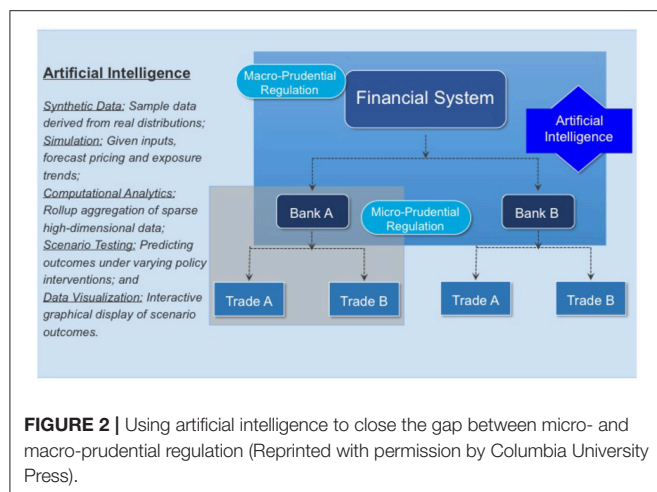 Artificial Intelligence
Synthetic Data: Sample data
derived from real distributions;
Simulation: Given inputs,
forecast pricing and exposure
trends;
Computational Analytics:
Rollup aggregation of sparse
high-dimensional data;
Scenario Testing: Predicting
outcomes under varying policy
interventions; and
Data Visualization: Interactive
graphical display of scenario
outcomes.
Macro-Prudential
Regulation
Financial System
Artificial
Intelligence
Bank A
Micro-Prudential
Regulation
Bank B
Trade A
Trade B
Trade A
Trade B
FIGURE 2 | Using artificial intelligence to close the gap between micro- and
macro-prudential regulation (Reprinted with permission by Columbia University
Press).